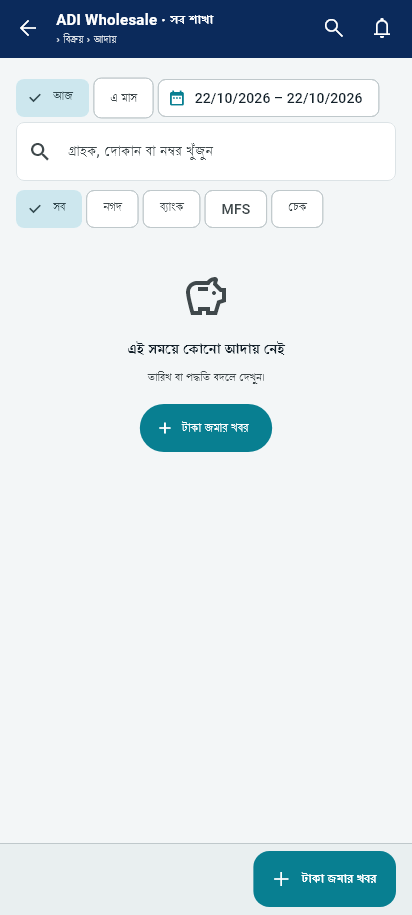 ADI Wholesale · সব শাখা
› বিক্রয় › আদায়
আজ
এ মাস
22/10/2026 – 22/10/2026
গ্রাহক, দোকান বা নম্বর খুঁজুন
সব
নগদ
ব্যাংক
MFS
চেক
এই সময়ে কোনো আদায় নেই
তারিখ বা পদ্ধতি বদলে দেখুন।
টাকা জমার খবর
টাকা জমার খবর